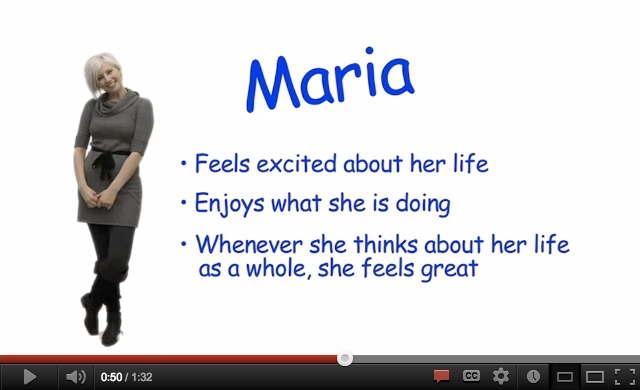 Maria
• Feels excited about her life
• Enjoys what she is doing
• Whenever she thinks about her life
as a whole, she feels great
0:50 / 1:32
CC